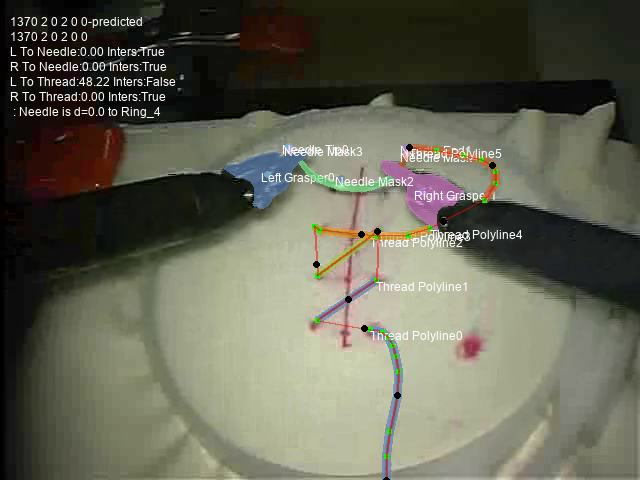 1370 2 0 2 0 0-predicted
1370 2 0 2 0 0
L To Needle:0.00 Inters:True
R To Needle:0.00 Inters:True
L To Thread:48.22 Inters:False
R To Thread:0.00 Inters:True
: Needle is d=0.0 to Ring_4
Needle Mask3
Thread Polyline5
Left Grasper0
Needle Mask2
Right Grasper1
Thread Polyline4
Thread Polyline2
Thread Polyline1
Thread Polyline0